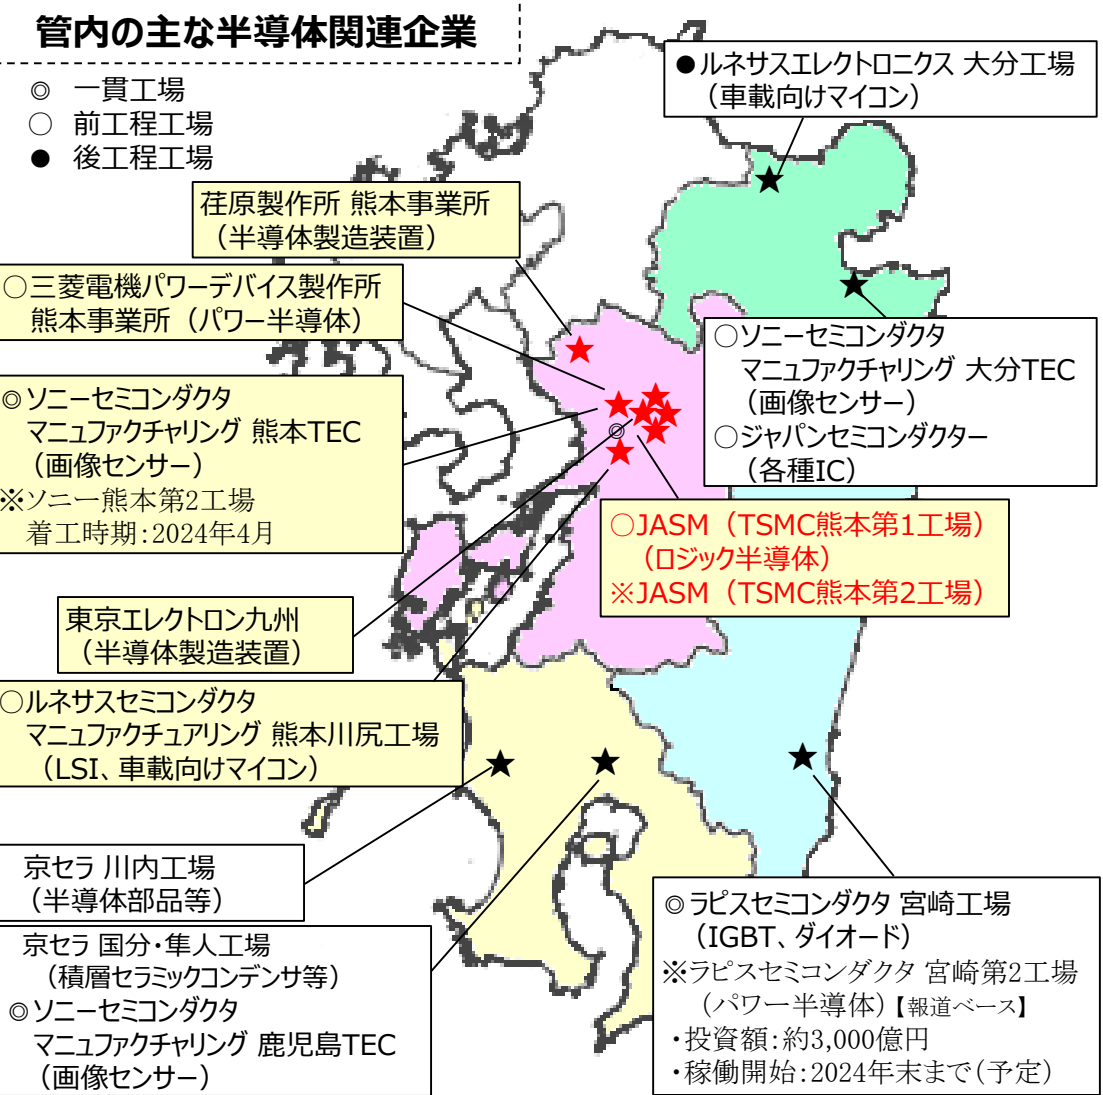 管内の主な半導体関連企業
◎ 一貫工場
○ 前工程工場
● 後工程工場
●ルネサスエレクトロニクス 大分工場
（車載向けマイコン）
荏原製作所 熊本事業所
（半導体製造装置）
○三菱電機パワーデバイス製作所
熊本事業所（パワー半導体）
○ソニーセミコンダクタ
マニュファクチャリング 大分TEC
（画像センサー）
○ジャパンセミコンダクター
（各種IC）
◎ソニーセミコンダクタ
マニュファクチャリング 熊本TEC
（画像センサー）
※ソニー熊本第2工場
着工時期：2024年4月
◎
○JASM（TSMC熊本第1工場）
（ロジック半導体）
※JASM（TSMC熊本第2工場）
東京エレクトロン九州
（半導体製造装置）
○ルネサスセミコンダクタ
マニュファクチュアリング 熊本川尻工場
（LSI、車載向けマイコン）
京セラ 川内工場
（半導体部品等）
京セラ 国分・隼人工場
（積層セラミックコンデンサ等）
◎ソニーセミコンダクタ
マニュファクチャリング 鹿児島TEC
（画像センサー）
◎ラピスセミコンダクタ 宮崎工場
（IGBT、ダイオード）
※ラピスセミコンダクタ 宮崎第2工場
（パワー半導体）【報道ベース】
・投資額：約3,000億円
・稼働開始：2024年末まで（予定）